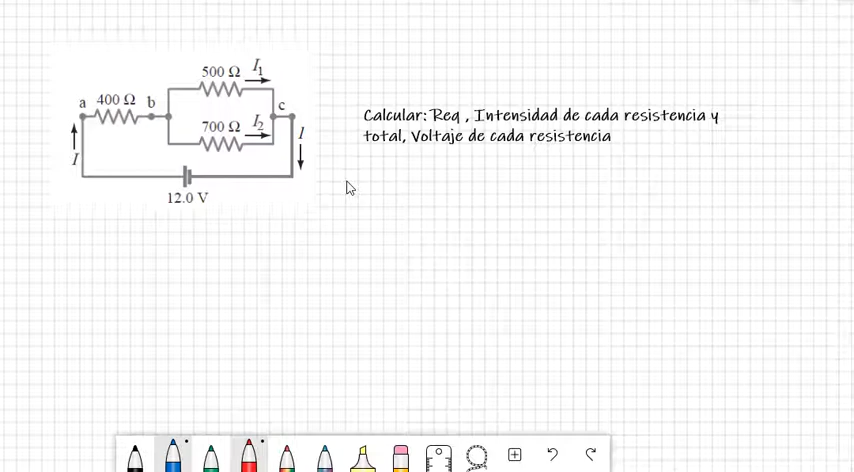 500 Ω I1
a 400 Ω b c
700 Ω I2 I
I
12.0 V
Calcular: Req , Intensidad de cada resistencia y
total, Voltaje de cada resistencia